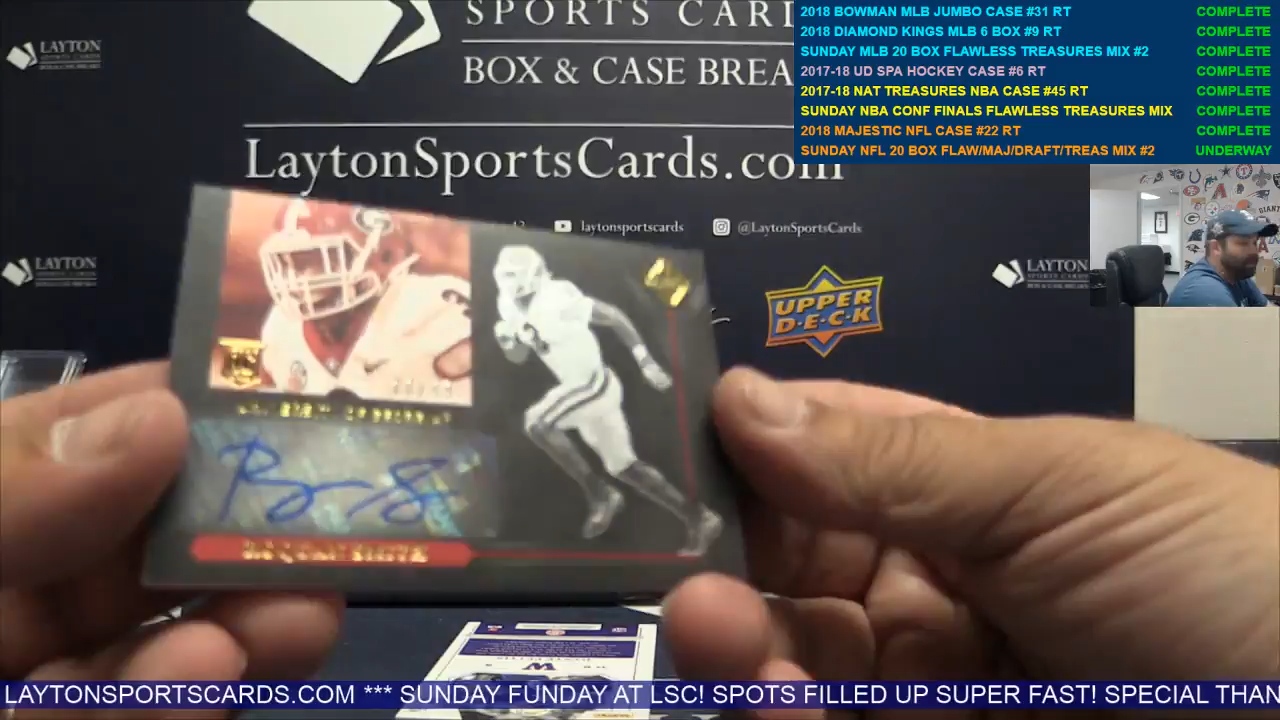 SPORTS CAR
BOX & CASE BREA
LaytonSportsCards.com
laytonsportscards
@LaytonSportsCards
LAYTON
LAYTON
LAYTON
UPPER
D·E·C·K
RC
ROQUAN SMITH
W
2018 BOWMAN MLB JUMBO CASE #31 RT COMPLETE
2018 DIAMOND KINGS MLB 6 BOX #9 RT COMPLETE
SUNDAY MLB 20 BOX FLAWLESS TREASURES MIX #2 COMPLETE
2017-18 UD SPA HOCKEY CASE #6 RT COMPLETE
2017-18 NAT TREASURES NBA CASE #45 RT COMPLETE
SUNDAY NBA CONF FINALS FLAWLESS TREASURES MIX COMPLETE
2018 MAJESTIC NFL CASE #22 RT COMPLETE
SUNDAY NFL 20 BOX FLAW/MAJ/DRAFT/TREAS MIX #2 UNDERWAY
LAYTONSPORTSCARDS.COM *** SUNDAY FUNDAY AT LSC! SPOTS FILLED UP SUPER FAST! SPECIAL THAN